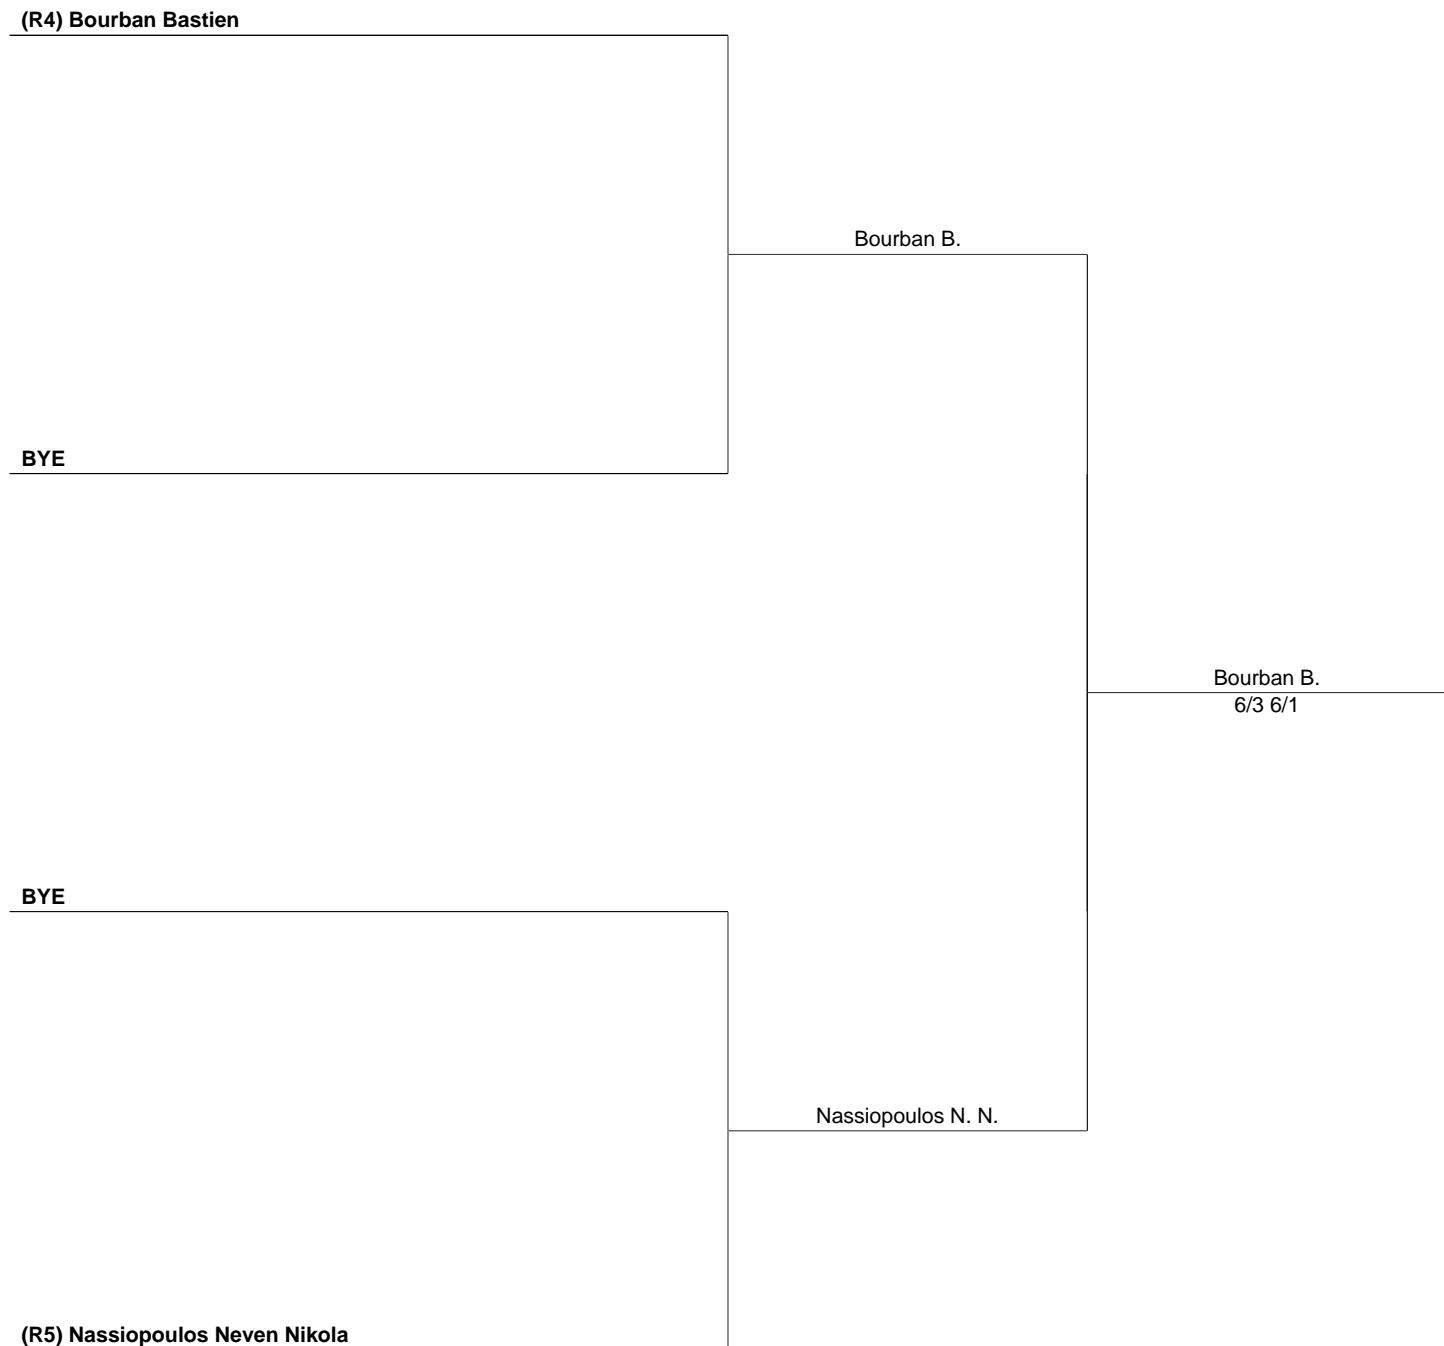 (R4) Bourban Bastien
Bourban B.
BYE
Bourban B.
6/3 6/1
BYE
Nassiopoulos N. N.
(R5) Nassiopoulos Neven Nikola